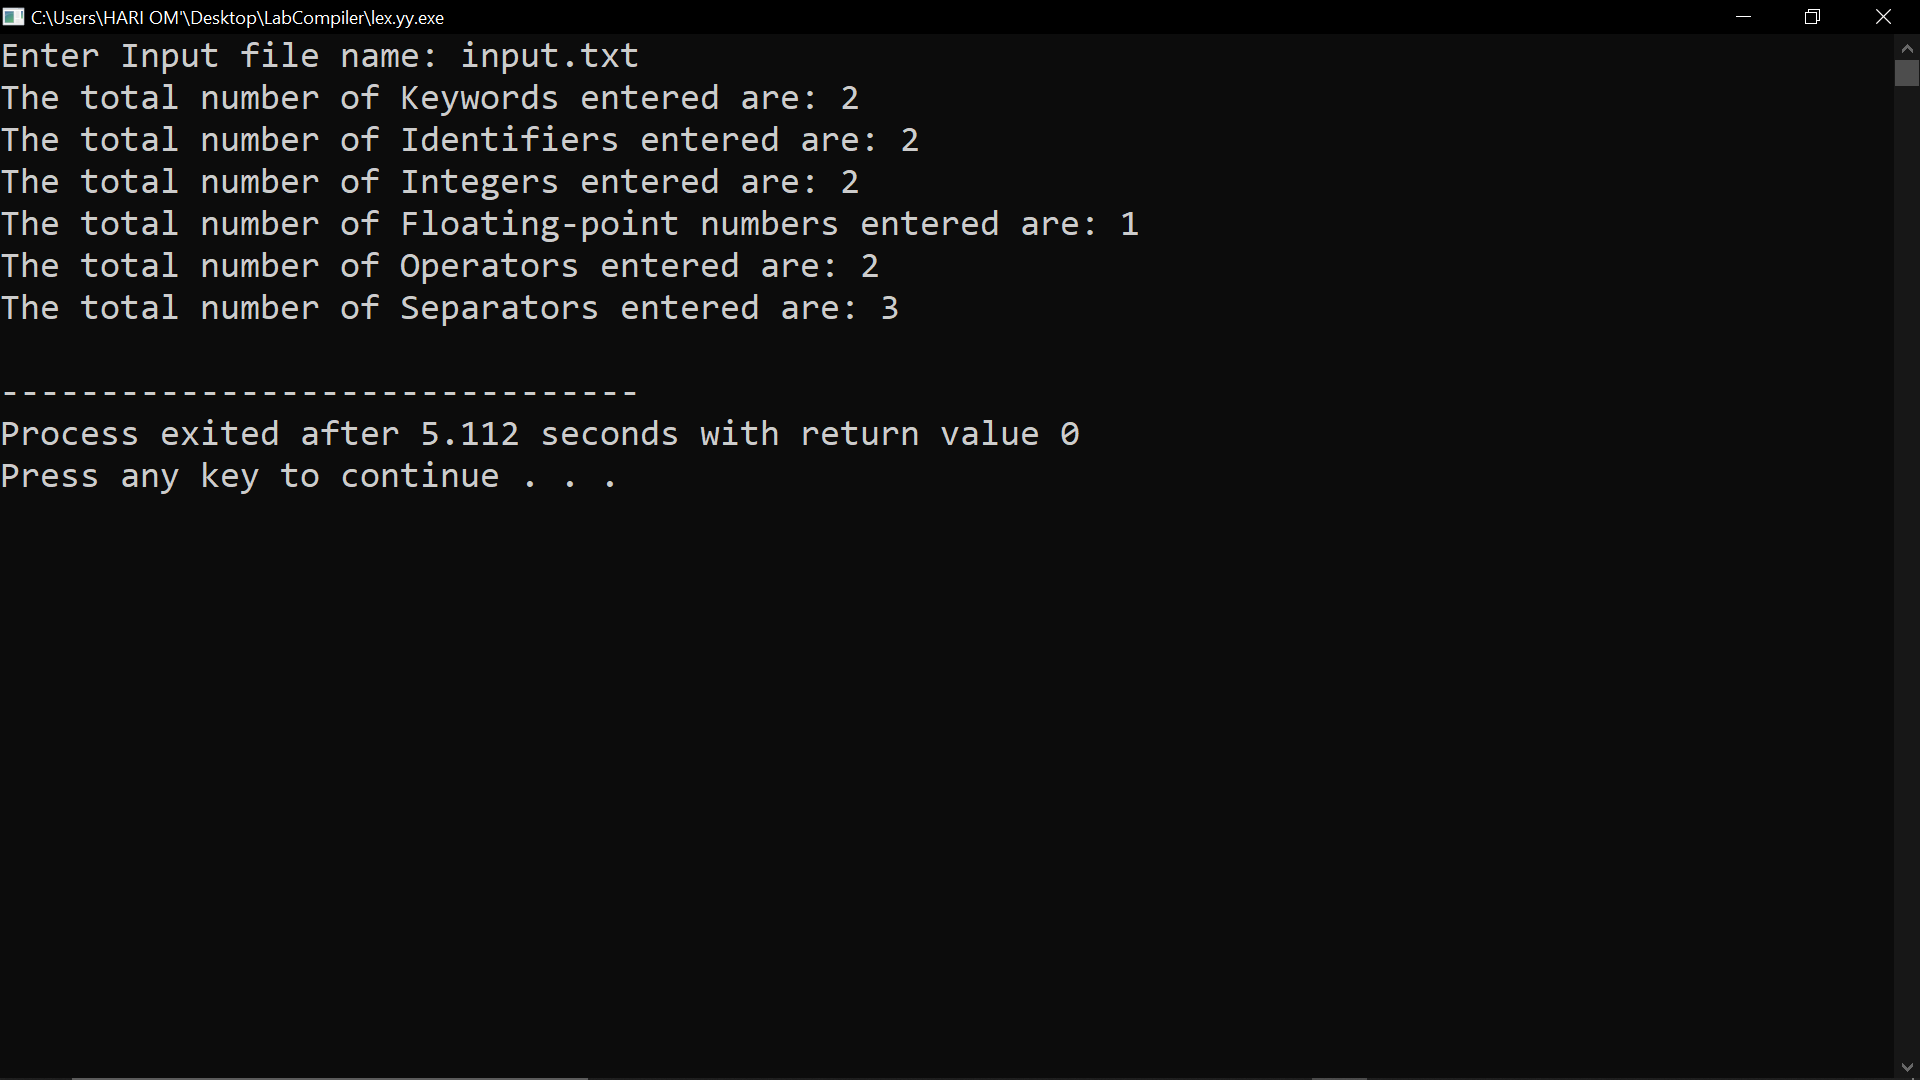 C:\Users\HARI OM'\Desktop\LabCompiler\lex.yy.exe
Enter Input file name: input.txt
The total number of Keywords entered are: 2
The total number of Identifiers entered are: 2
The total number of Integers entered are: 2
The total number of Floating-point numbers entered are: 1
The total number of Operators entered are: 2
The total number of Separators entered are: 3
--------------------------------
Process exited after 5.112 seconds with return value 0
Press any key to continue . . .